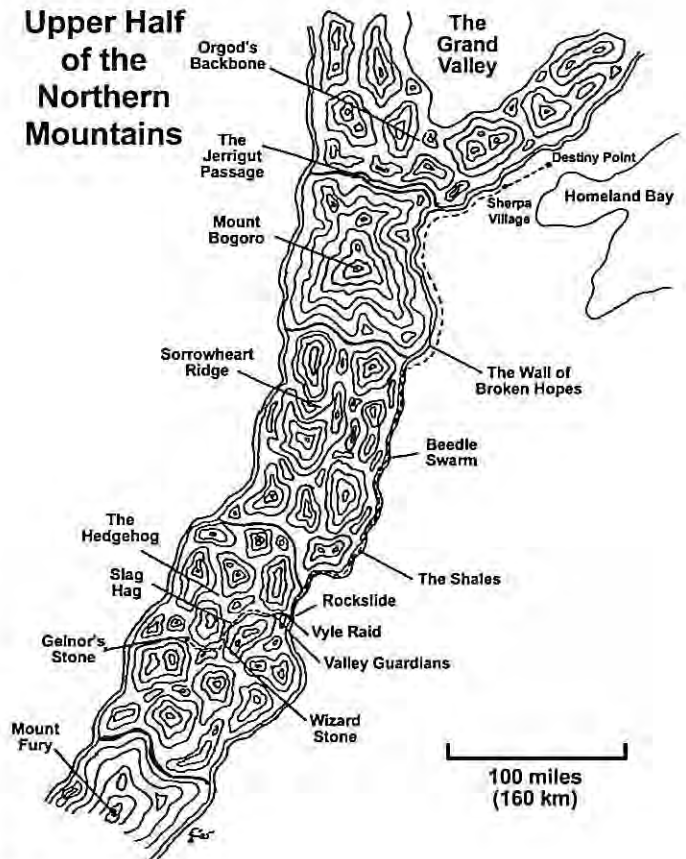 Upper Half
of the
Northern
Mountains
The
Grand
Valley
Orgod's
Backbone
The
Jerrigut
Passage
Destiny Point
Sherpa
Village
Homeland Bay
Mount
Bogoro
Sorrowheart
Ridge
The Wall of
Broken Hopes
Beedle
Swarm
The
Hedgehog
Slag
Hag
The Shales
Rockslide
Vyle Raid
Gelnor's
Stone
Valley Guardians
Wizard
Stone
Mount
Fury
100 miles
(160 km)